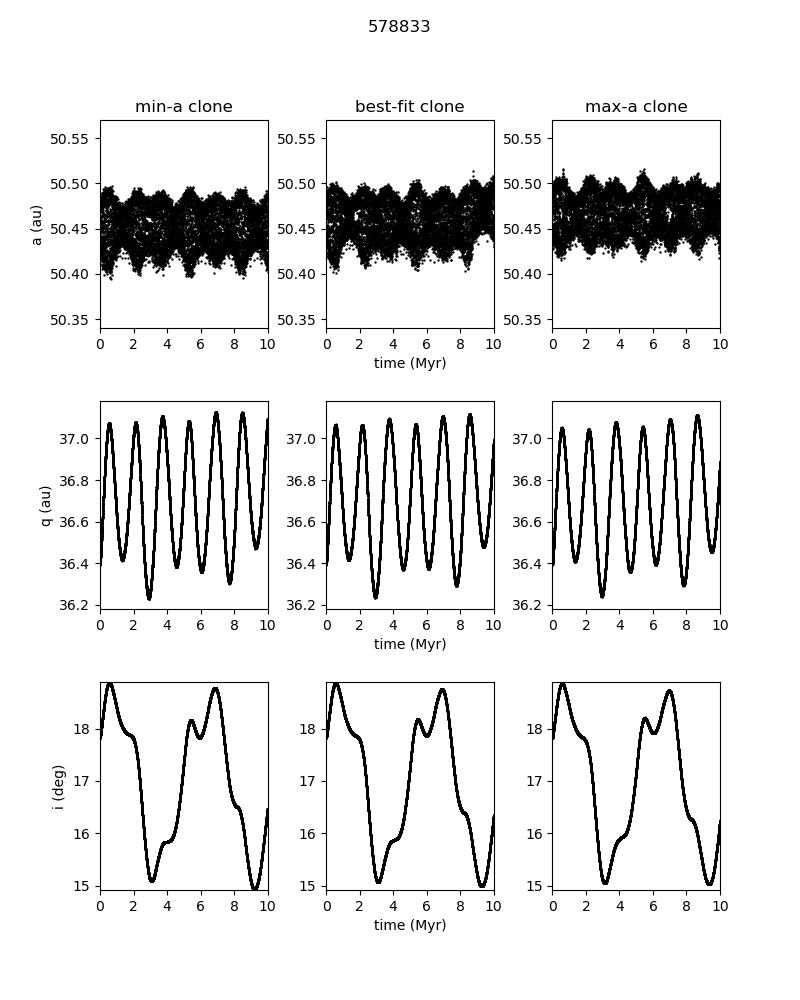 578833
min-a clone best-fit clone max-a clone
50.55 50.55 50.55
50.50 50.50 50.50
a (au)
50.45 50.45 50.45
50.40 50.40 50.40
50.35 50.35 50.35
0 2 4 6 8 10 0 2 4 6 8 10 0 2 4 6 8 10
time (Myr)
37.0 37.0 37.0
36.8 36.8 36.8
q (au)
36.6 36.6 36.6
36.4 36.4 36.4
36.2 36.2 36.2
0 2 4 6 8 10 0 2 4 6 8 10 0 2 4 6 8 10
time (Myr)
18 18 18
17 17 17
i (deg)
16 16 16
15 15 15
0 2 4 6 8 10 0 2 4 6 8 10 0 2 4 6 8 10
time (Myr)